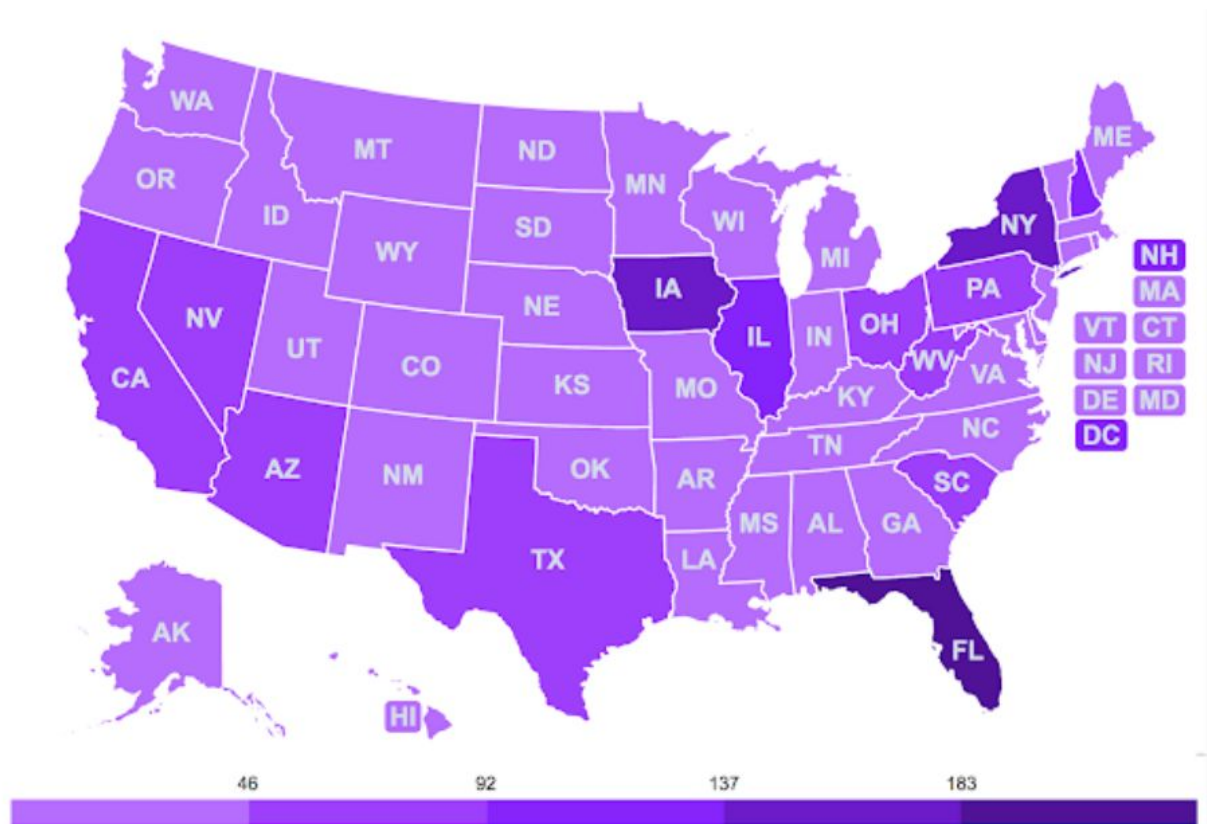 WA
MT
ND
ME
OR
MN
ID
SD
WI
NY
WY
MI
NH
IA
NE
PA
MA
NV
OH
IL
IN
VT CT
UT
CO
WV
NJ RI
CA
KS
MO
VA
KY
DE MD
NC
DC
TN
AZ
NM
OK
AR
SC
MS
AL
GA
TX
LA
AK
FL
HI
46 92 137 183